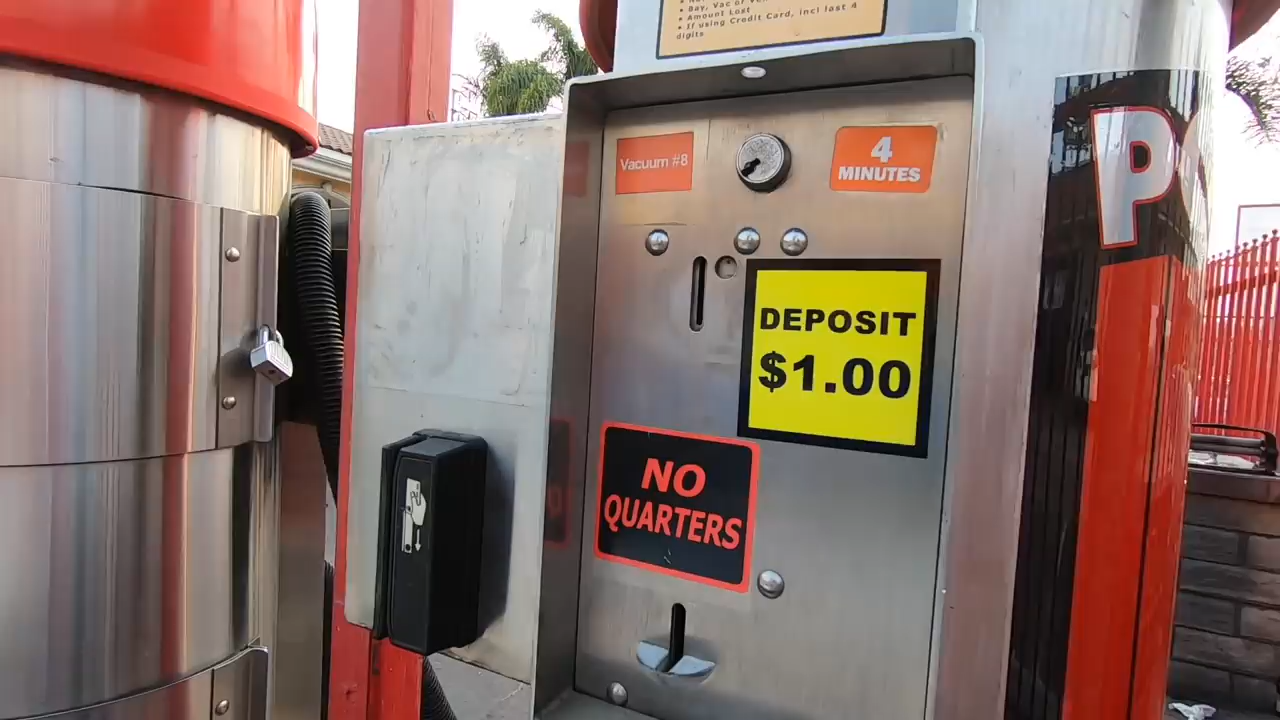 • Bay, Vac or
• Amount Lost
• If using Credit Card, incl last 4
digits
Vacuum #8
4
MINUTES
DEPOSIT
$1.00
NO
QUARTERS
P